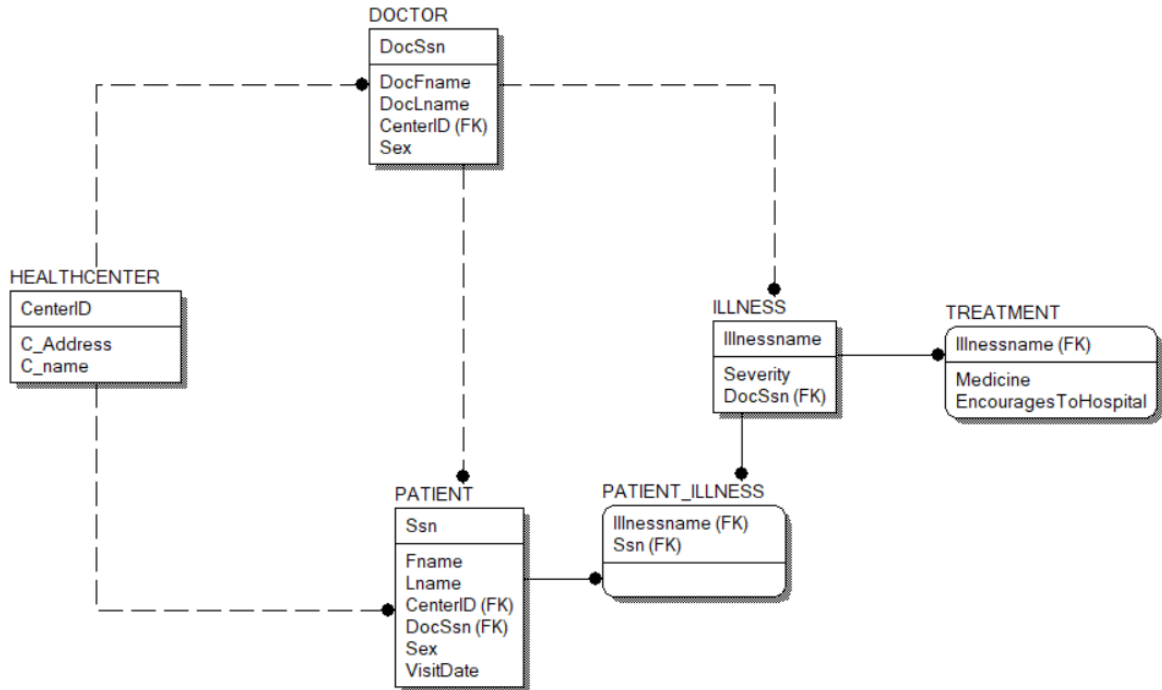 DOCTOR
DocSsn
DocFname
DocLname
CenterID (FK)
Sex
HEALTHCENTER
CenterID
C_Address
C_name
ILLNESS
Illnessname
Severity
DocSsn (FK)
TREATMENT
Illnessname (FK)
Medicine
EncouragesToHospital
PATIENT
Ssn
Fname
Lname
CenterID (FK)
DocSsn (FK)
Sex
VisitDate
PATIENT_ILLNESS
Illnessname (FK)
Ssn (FK)